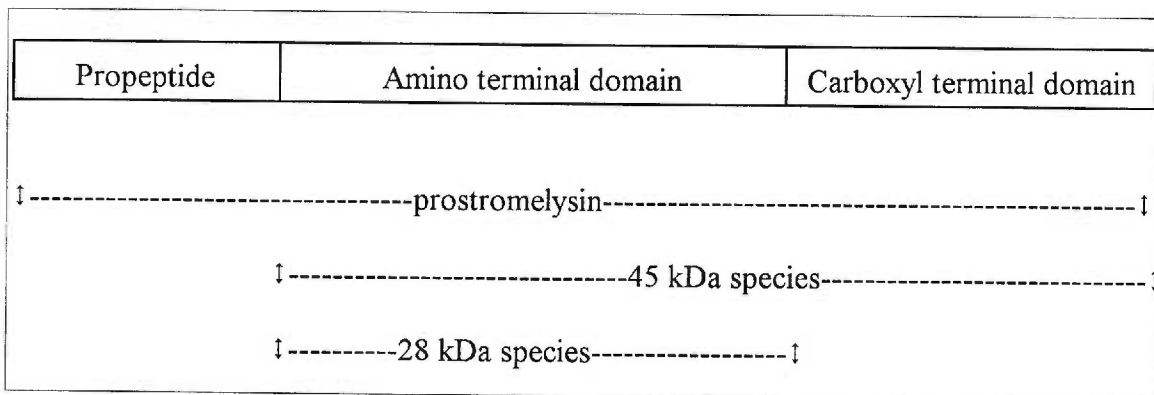 Propeptide Amino terminal domain Carboxyl terminal domain
↕-------------------------------prostromelysin------------------------------------------↕
↕---------------------------45 kDa species--------------------------↕
↕----------28 kDa species----------------↕